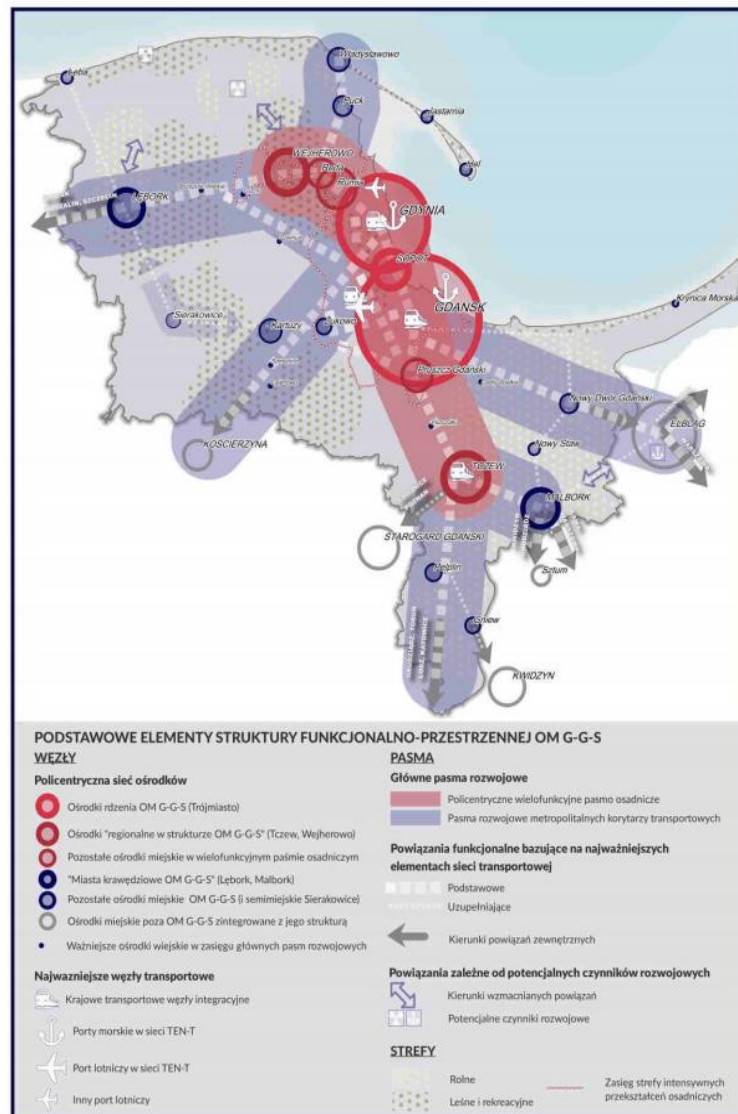 Łeba
Władysławowo
Puck
Jastarnia
Hel
WEJHEROWO
Reda
Rumia
GDYNIA
LĘBORK
SOPOT
GDAŃSK
Krynica Morska
Sierakowice
Kartuzy
Żukowo
Pruszcz Gdański
Nowy Dwór Gdański
ELBLĄG
KOŚCIERZYNA
Nowy Staw
TCZEW
MALBORK
STAROGARD GDAŃSKI
Sztum
Pelplin
Gniew
KWIDZYN
GRUDZIĄDZ, TORUŃ
ŁÓDŹ, KATOWICE
PODSTAWOWE ELEMENTY STRUKTURY FUNKCJONALNO-PRZESTRZENNEJ OM G-G-S
WĘZŁY
Policentryczna sieć ośrodków
Ośrodki rdzenia OM G-G-S (Trójmiasto)
Ośrodki "regionalne w strukturze OM G-G-S" (Tczew, Wejherowo)
Pozostałe ośrodki miejskie w wielofunkcyjnym paśmie osadniczym
"Miasta krawędziowe OM G-G-S" (Lębork, Malbork)
Pozostałe ośrodki miejskie OM G-G-S (i semimiejskie Sierakowice)
Ośrodki miejskie poza OM G-G-S zintegrowane z jego strukturą
Ważniejsze ośrodki wiejskie w zasięgu głównych pasm rozwojowych
Najwazniejsze węzły transportowe
Krajowe transportowe węzły integracyjne
Porty morskie w sieci TEN-T
Port lotniczy w sieci TEN-T
Inny port lotniczy
PASMA
Główne pasma rozwojowe
Policentryczne wielofunkcyjne pasmo osadnicze
Pasma rozwojowe metropolitalnych korytarzy transportowych
Powiązania funkcjonalne bazujące na najważniejszych
elementach sieci transportowej
Podstawowe
Uzupełniające
Kierunki powiązań zewnętrznych
Powiązania zależne od potencjalnych czynników rozwojowych
Kierunki wzmacnianych powiązań
Potencjalne czynniki rozwojowe
STREFY
Rolne
Leśne i rekreacyjne
Zasięg strefy intensywnych
przekształceń osadniczych